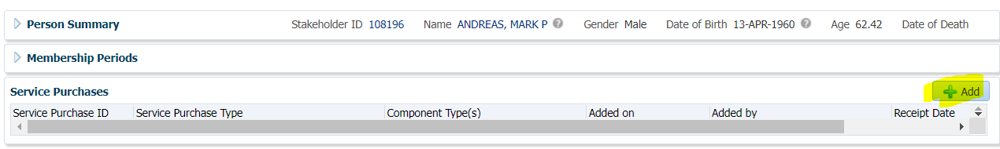 Person Summary Stakeholder ID 108196 Name ANDREAS, MARK P Gender Male Date of Birth 13-APR-1960 Age 62.42 Date of Death
Membership Periods
Service Purchases Add
Service Purchase ID Service Purchase Type Component Type(s) Added on Added by Receipt Date